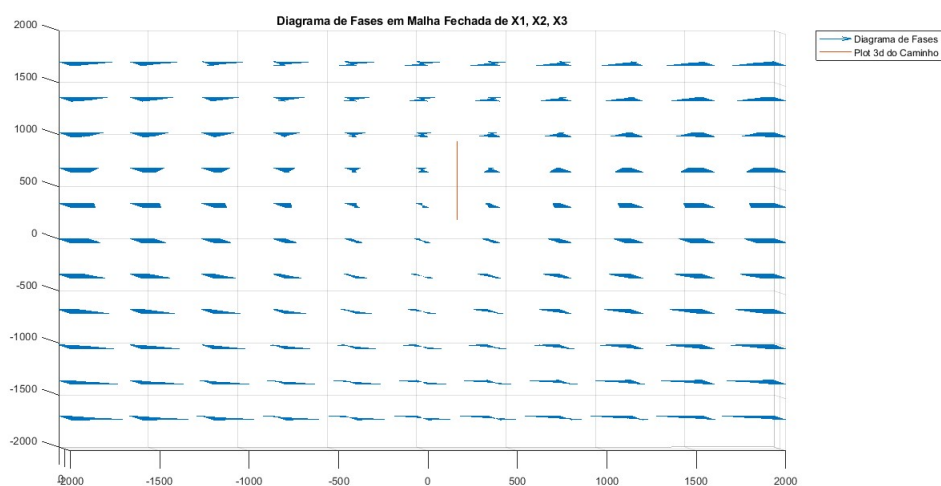 Diagrama de Fases em Malha Fechada de X1, X2, X3
Diagrama de Fases
Plot 3d do Caminho
2000
1500
1000
500
0
-500
-1000
-1500
-2000
-2000 -1500 -1000 -500 0 500 1000 1500 2000